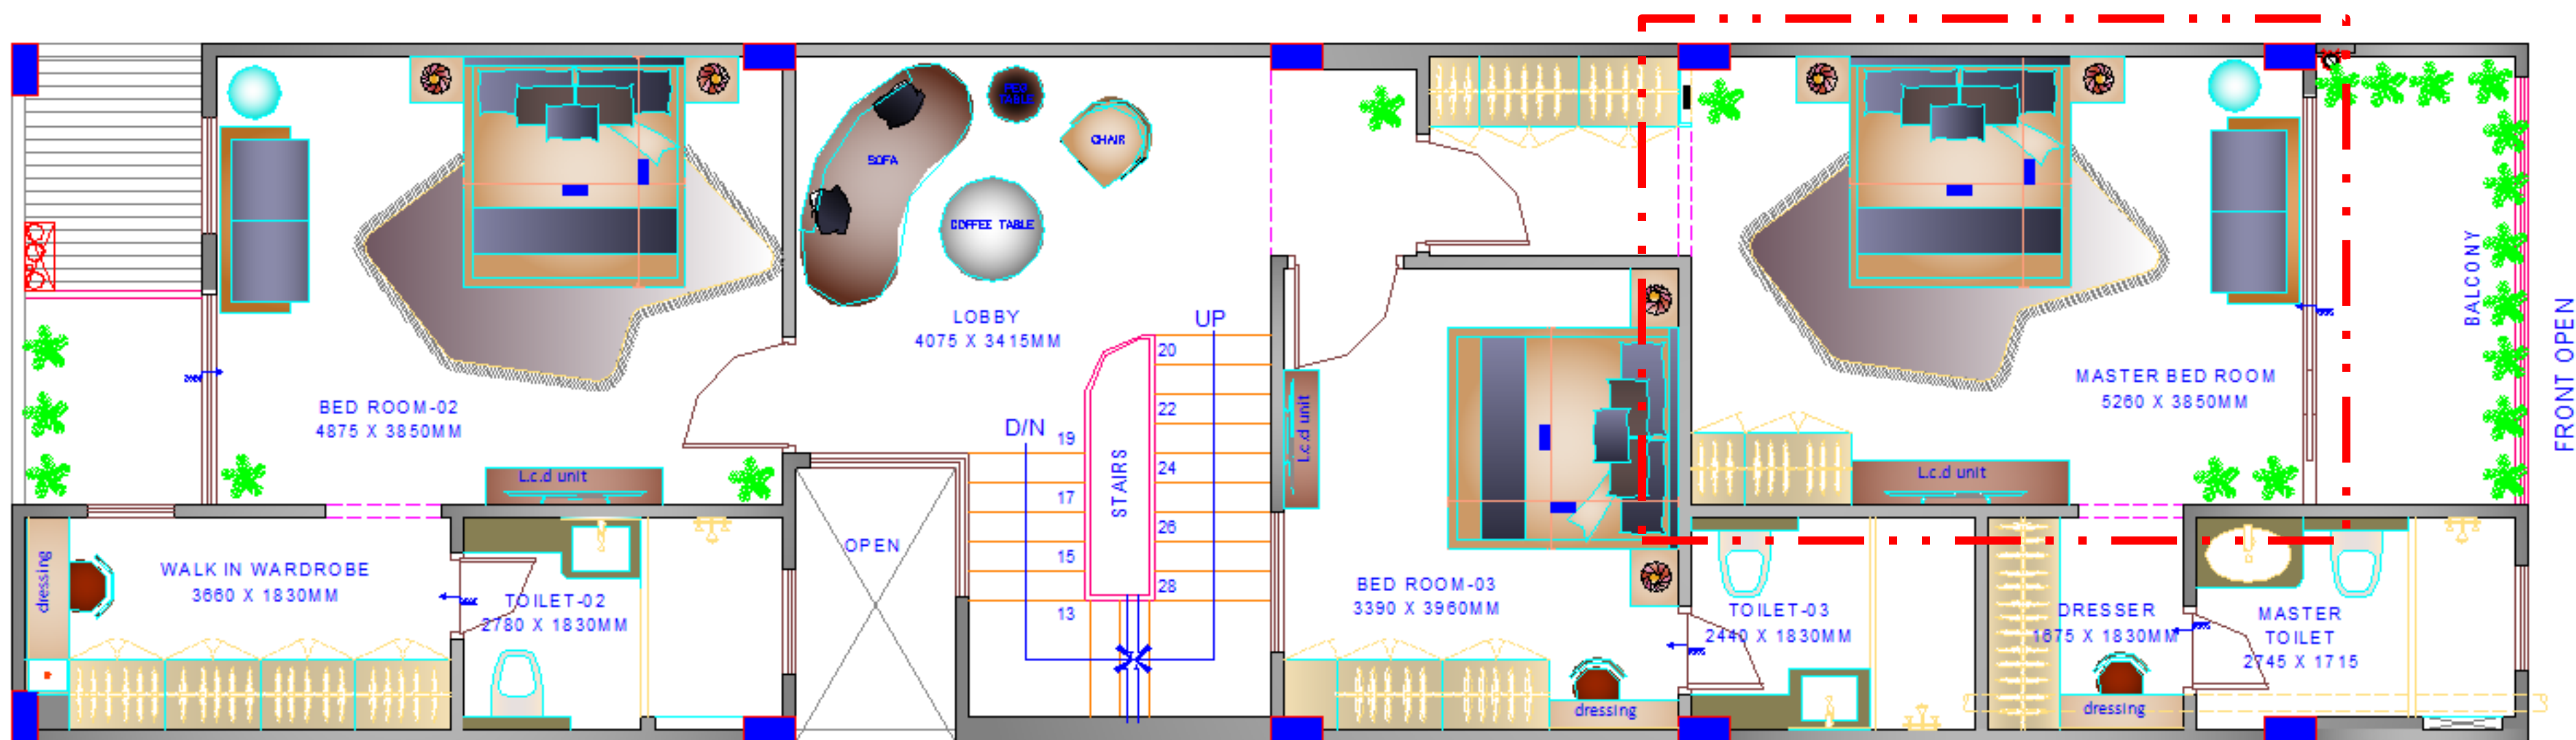 PEG
TABLE
CHAIR
SOFA
COFFEE TABLE
LOBBY
4075 X 3415MM
UP
20
22
24
26
28
D/N
19
17
15
13
STAIRS
OPEN
BED ROOM-02
4875 X 3850MM
L.c.d unit
dressing
WALK IN WARDROBE
3660 X 1830MM
TOILET-02
2780 X 1830MM
L.c.d unit
BED ROOM-03
3390 X 3960MM
dressing
TOILET-03
2440 X 1830MM
MASTER BED ROOM
5260 X 3850MM
L.c.d unit
BALCONY
FRONT OPEN
DRESSER
1675 X 1830MM
dressing
MASTER
TOILET
2745 X 1715